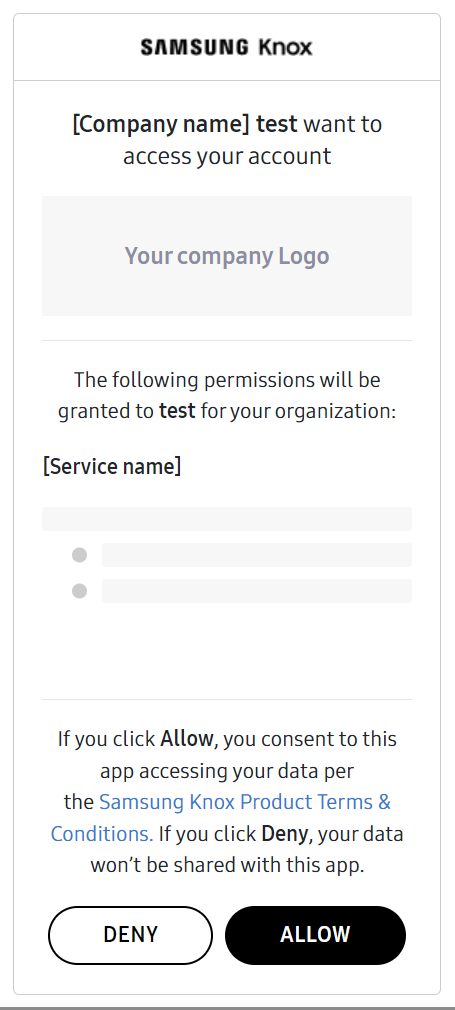 SAMSUNG Knox
[Company name] test want to
access your account
Your company Logo
The following permissions will be
granted to test for your organization:
[Service name]
If you click Allow, you consent to this
app accessing your data per
the Samsung Knox Product Terms &
Conditions. If you click Deny, your data
won’t be shared with this app.
DENY
ALLOW